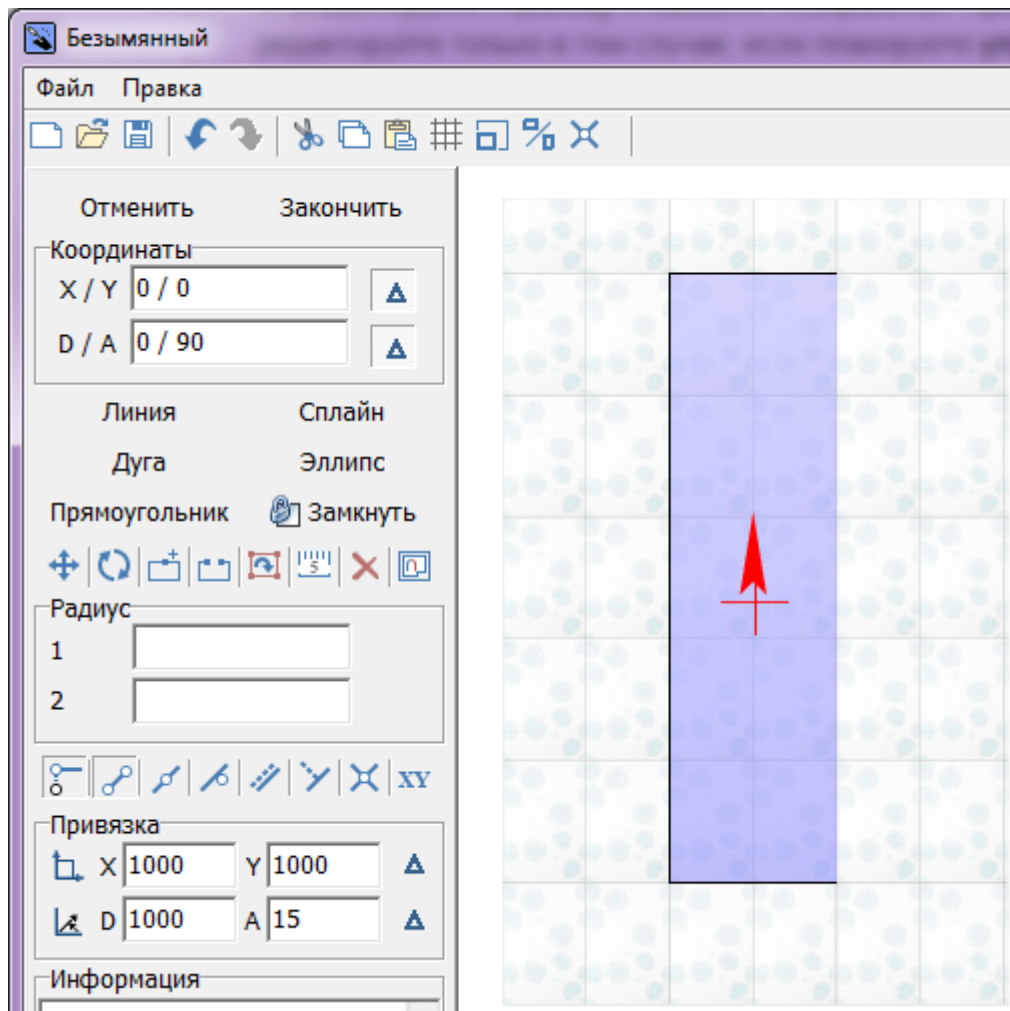 Безымянный
Файл Правка
Отменить Закончить
Координаты
X / Y 0 / 0
D / A 0 / 90
Линия Сплайн
Дуга Эллипс
Прямоугольник Замкнуть
5
Радиус
1
2
XY
Привязка
X 1000 Y 1000
D 1000 A 15
Информация